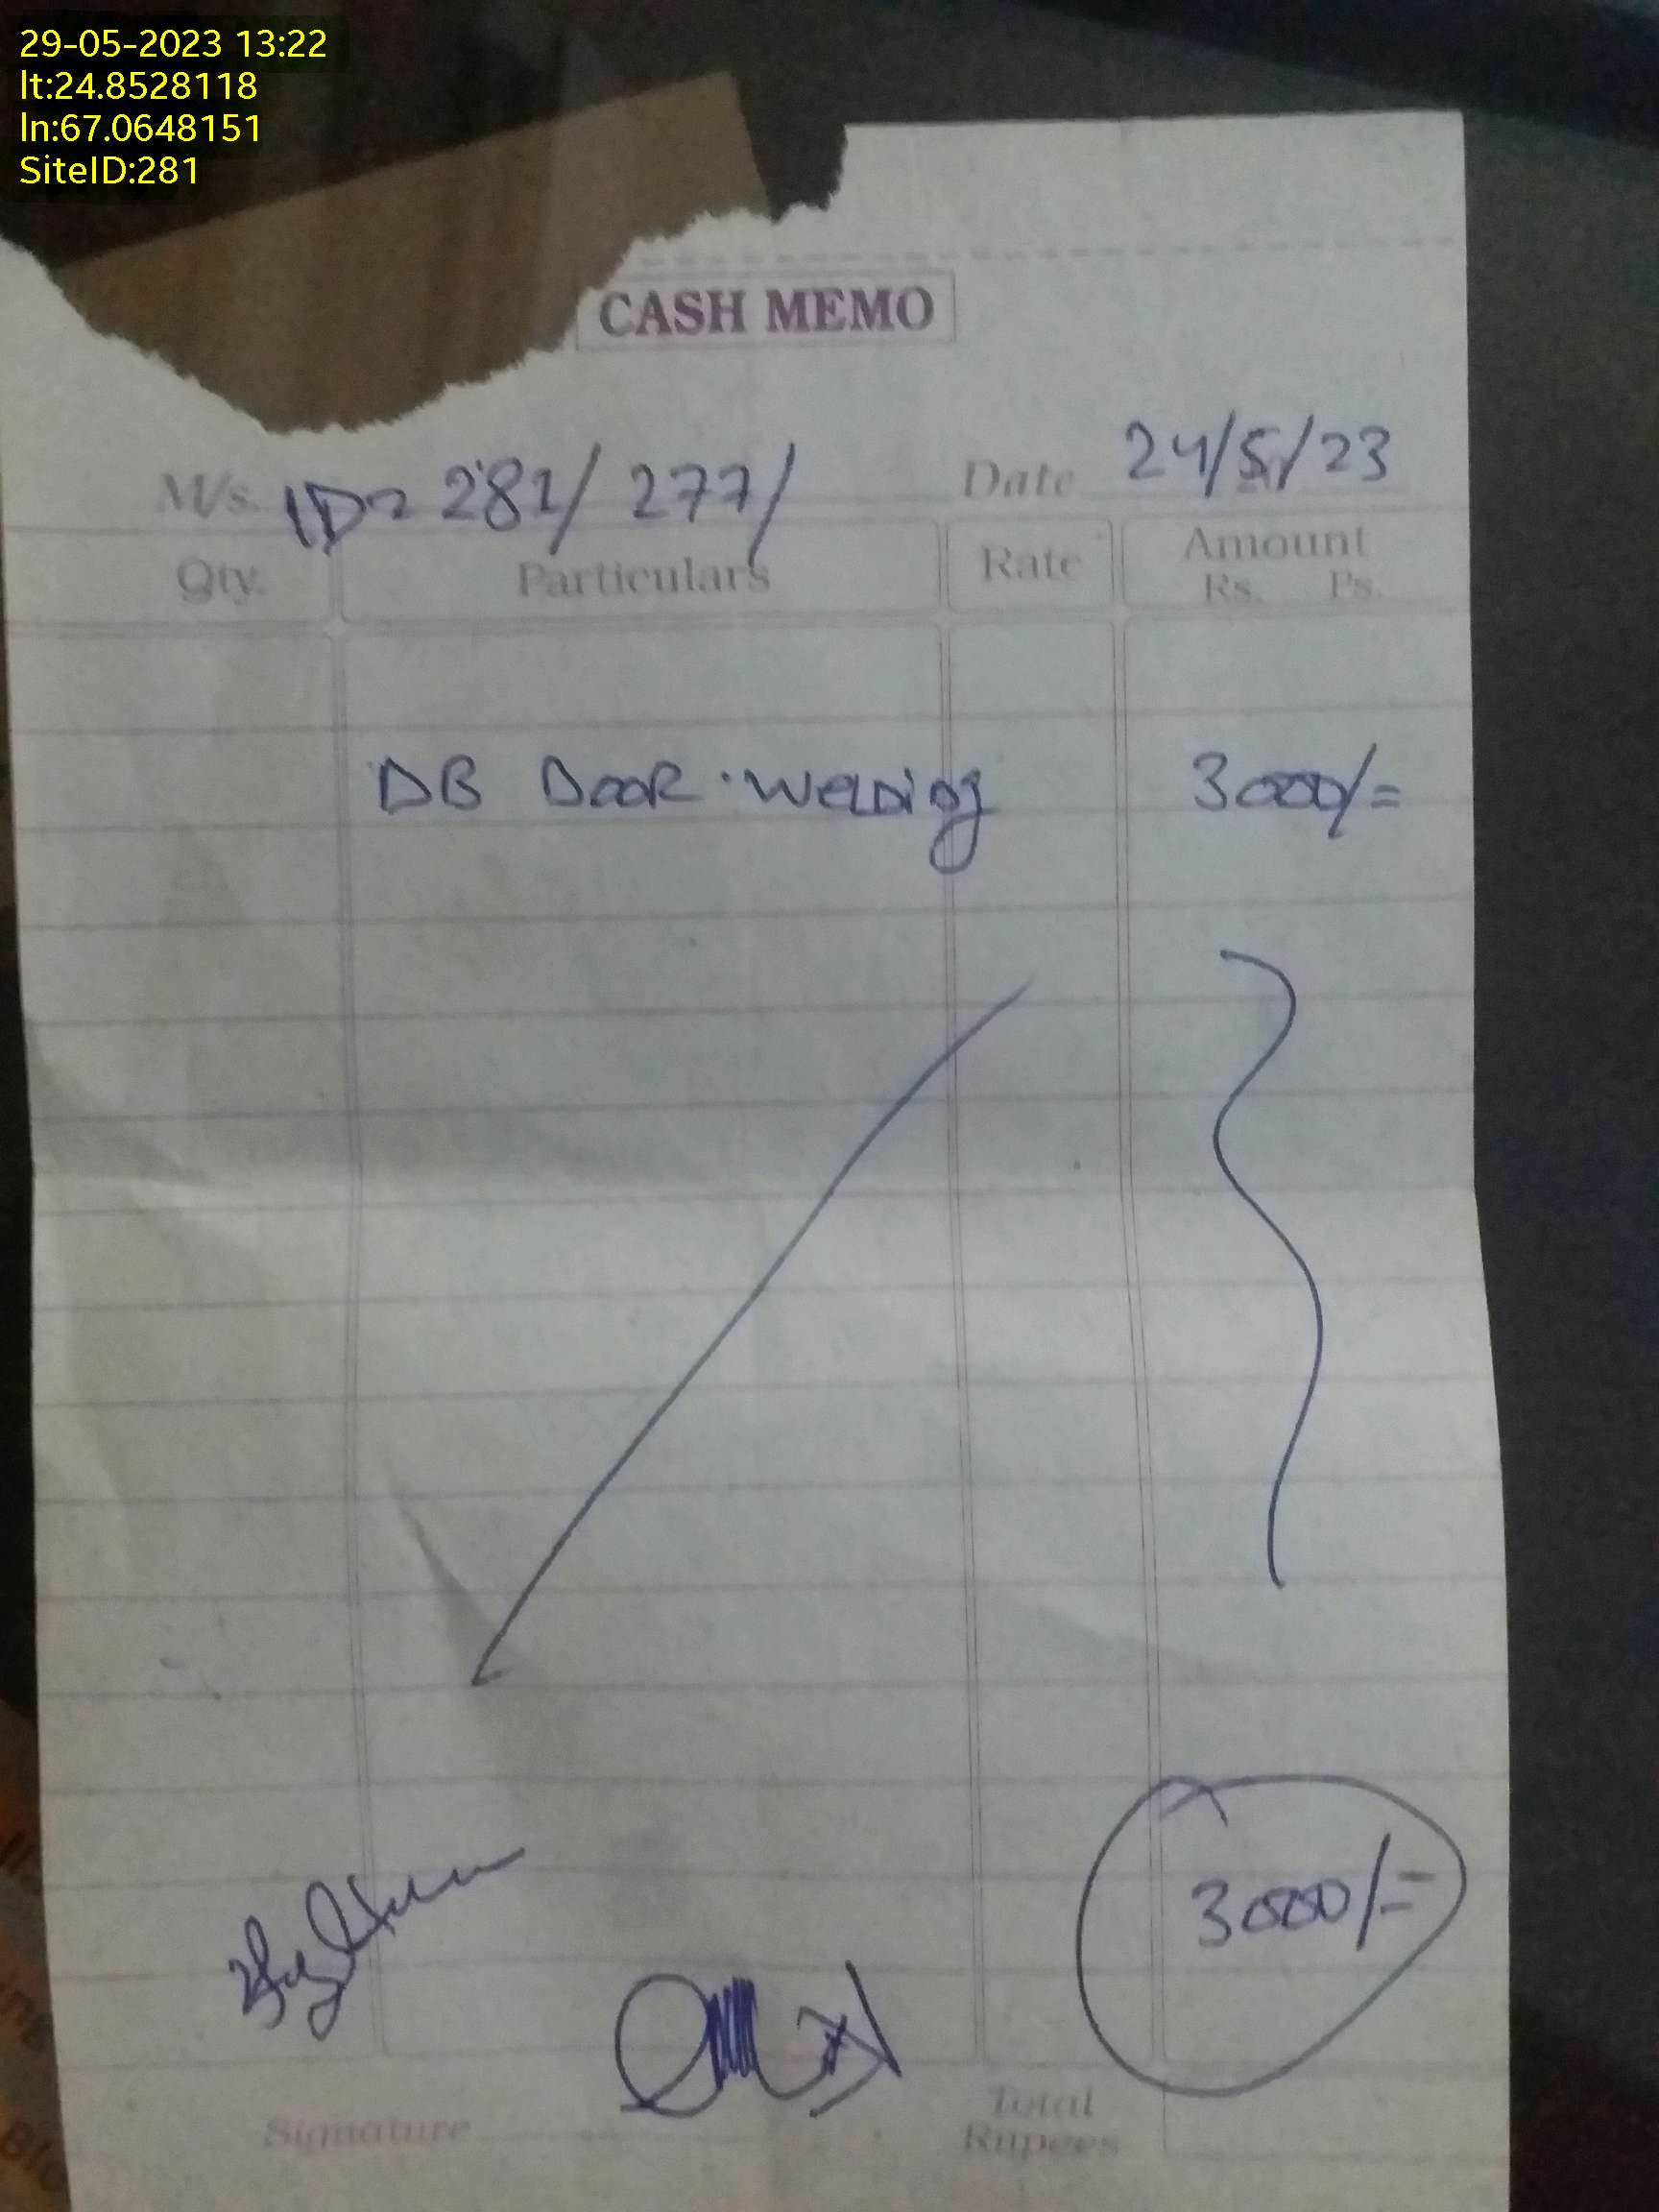 29-05-2023 13:22
lt:24.8528118
ln:67.0648151
SiteID:281
CASH MEMO
M/s. ID= 281/ 277/ Date 24/5/23
Qty. Particulars Rate Amount
Rs. Ps.
DB DOOR WELDing 3000/=
3000/=
Signature Total
Rupees